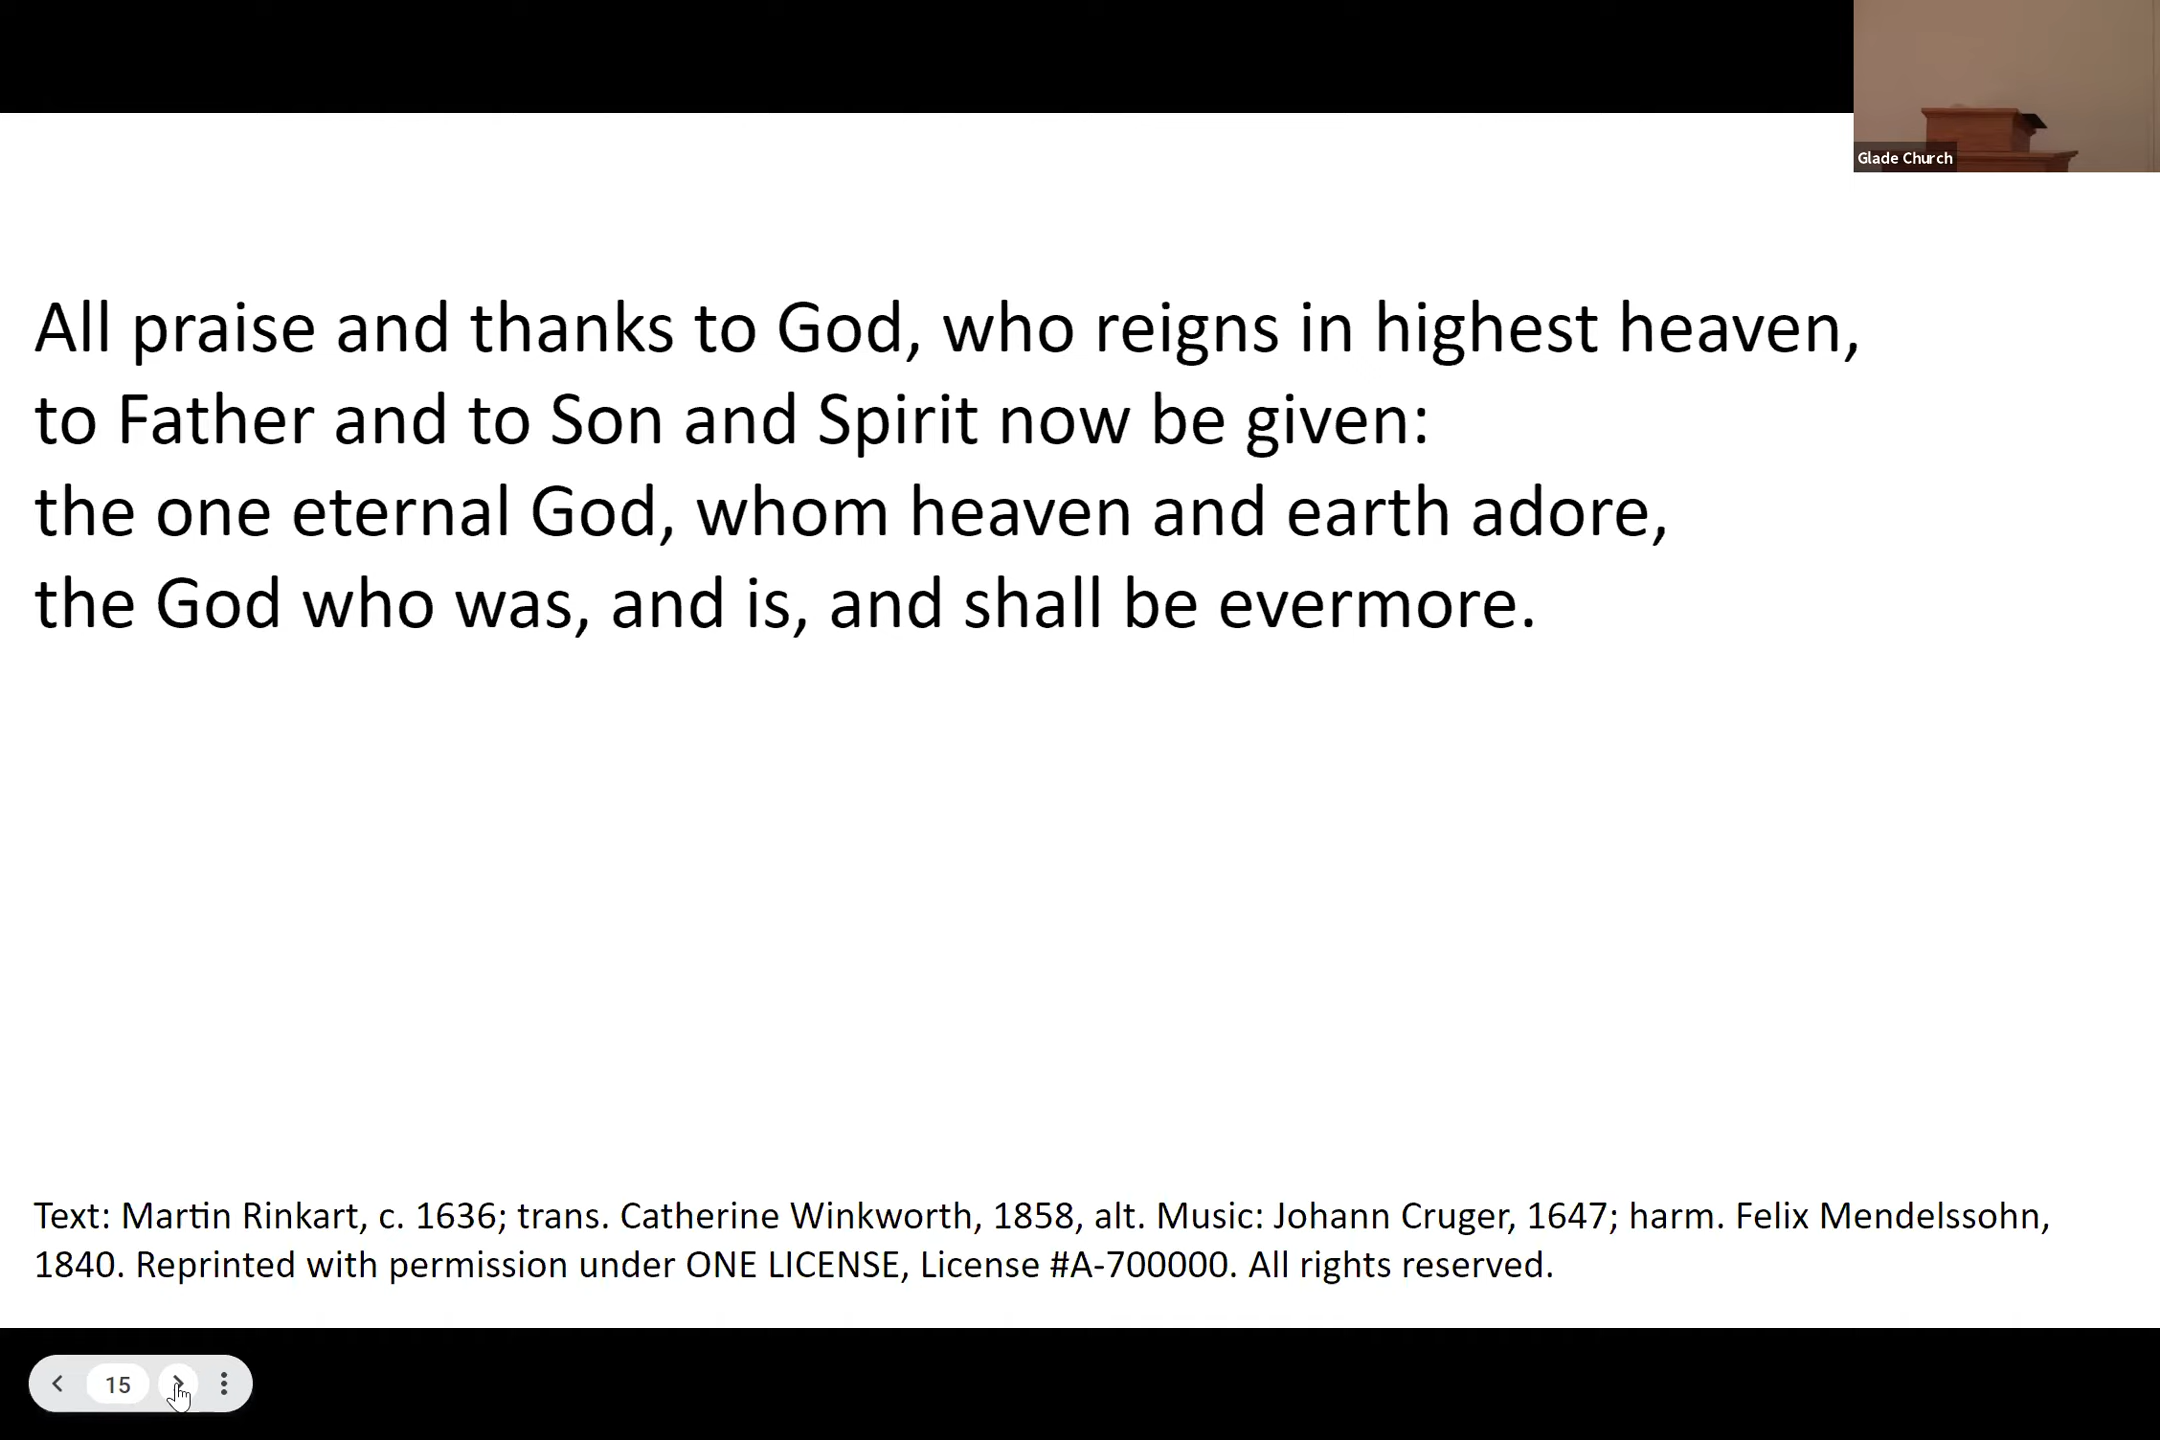 Glade Church
All praise and thanks to God, who reigns in highest heaven,
to Father and to Son and Spirit now be given:
the one eternal God, whom heaven and earth adore,
the God who was, and is, and shall be evermore.
Text: Martin Rinkart, c. 1636; trans. Catherine Winkworth, 1858, alt. Music: Johann Cruger, 1647; harm. Felix Mendelssohn,
1840. Reprinted with permission under ONE LICENSE, License #A-700000. All rights reserved.
15